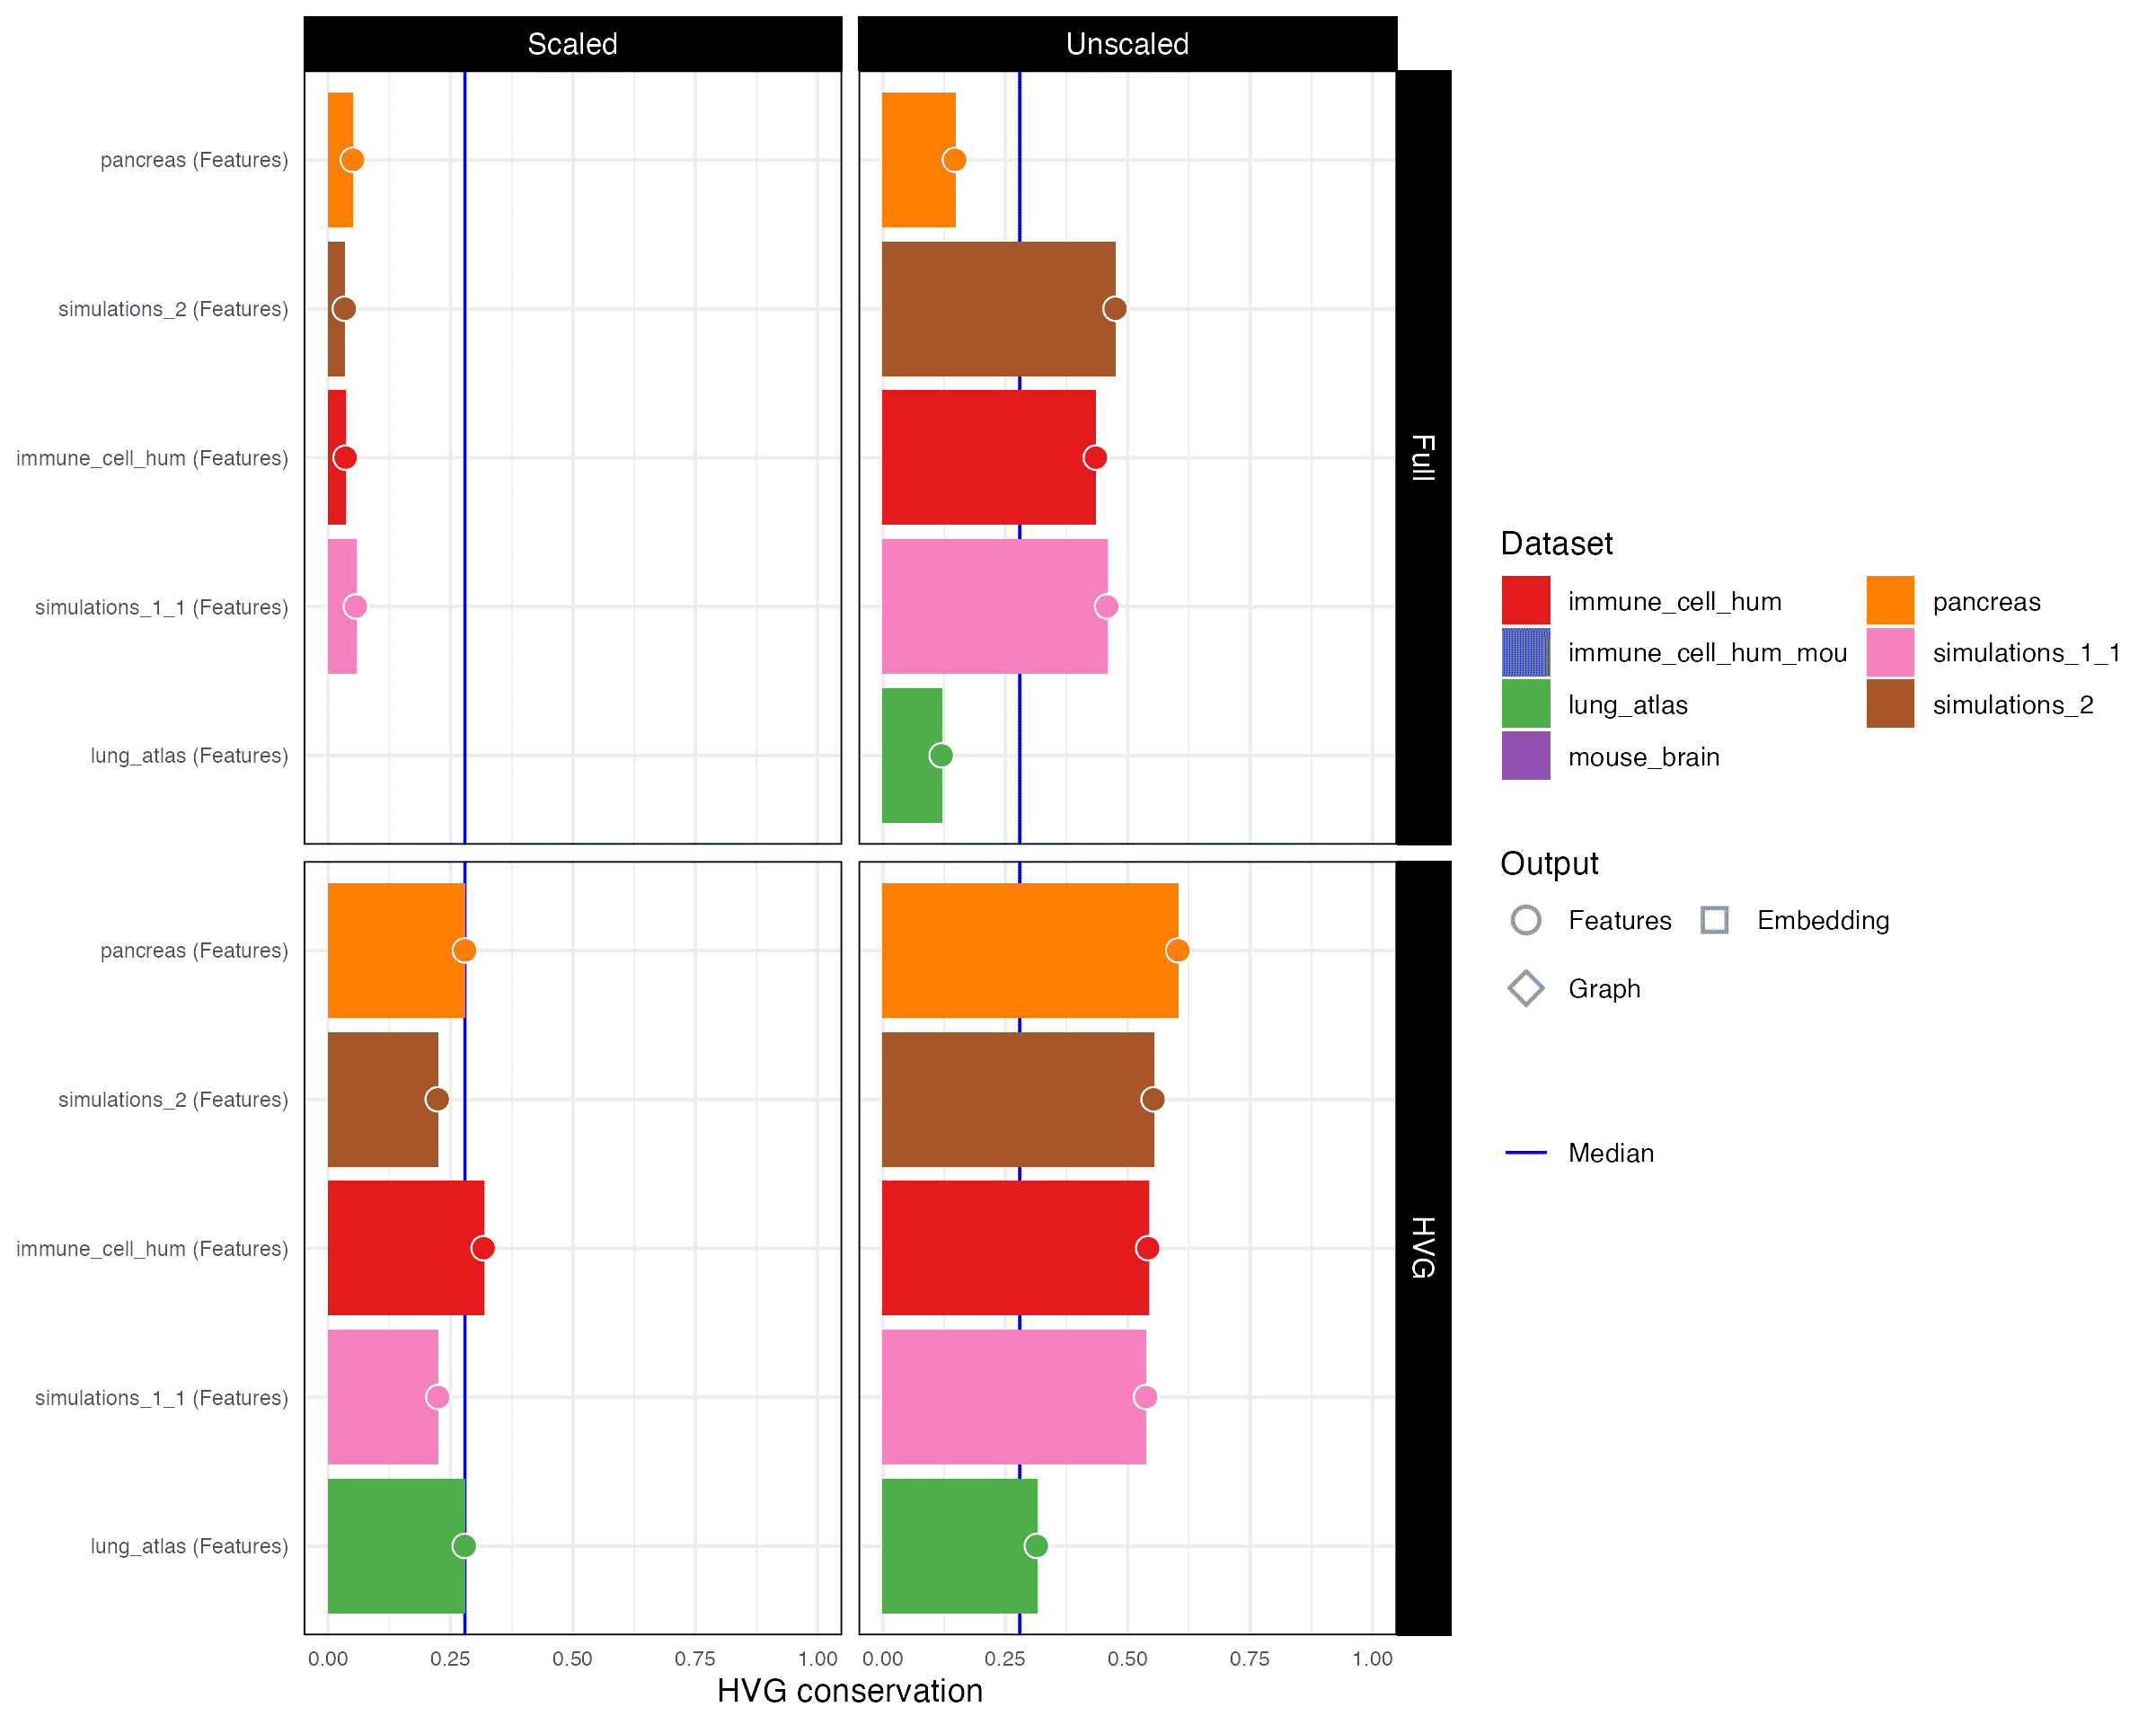 Scaled
Unscaled
pancreas (Features)
simulations_2 (Features)
immune_cell_hum (Features)
simulations_1_1 (Features)
lung_atlas (Features)
Full
pancreas (Features)
simulations_2 (Features)
immune_cell_hum (Features)
simulations_1_1 (Features)
lung_atlas (Features)
HVG
0.00 0.25 0.50 0.75 1.00
0.00 0.25 0.50 0.75 1.00
HVG conservation
Dataset
immune_cell_hum
pancreas
immune_cell_hum_mou
simulations_1_1
lung_atlas
simulations_2
mouse_brain
Output
Features
Embedding
Graph
Median